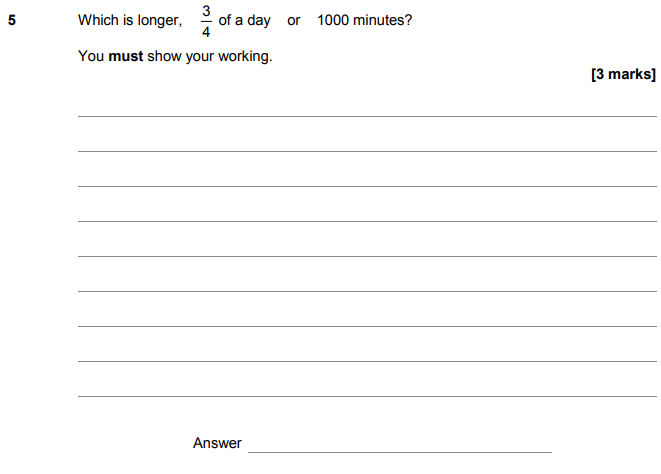 5 Which is longer, 3/4 of a day or 1000 minutes?
You must show your working.
[3 marks]
Answer